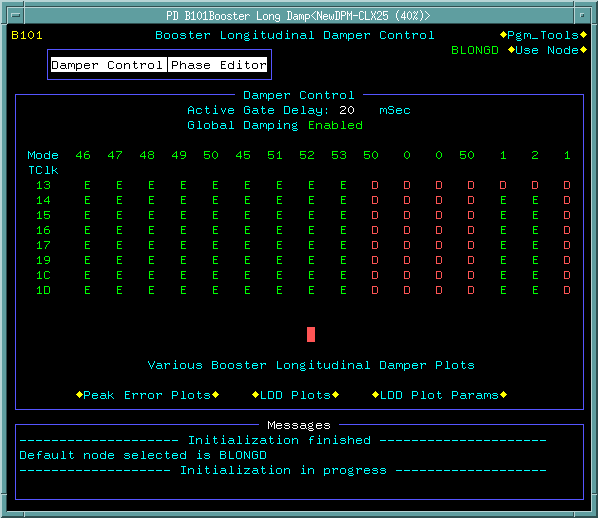 PD B101Booster Long Damp<NewDPM-CLX25 (40%)>
B101 Booster Longitudinal Damper Control ◆Pgm_Tools◆
BLONGD ◆Use Node◆
Damper Control Phase Editor
Damper Control
Active Gate Delay: 20 mSec
Global Damping Enabled
Mode 46 47 48 49 50 45 51 52 53 50 0 0 50 1 2 1
TClk
13 E E E E E E E E E D D D D D D D
14 E E E E E E E E E D D D D E E D
15 E E E E E E E E E D D D D E E D
16 E E E E E E E E E D D D D E E D
17 E E E E E E E E E D D D D E E D
19 E E E E E E E E E D D D D E E D
1C E E E E E E E E E D D D D E E D
1D E E E E E E E E E D D D D E E D
Various Booster Longitudinal Damper Plots
◆Peak Error Plots◆ ◆LDD Plots◆ ◆LDD Plot Params◆
Messages
--------------------- Initialization finished ---------------------
Default node selected is BLONGD
-------------------- Initialization in progress -------------------